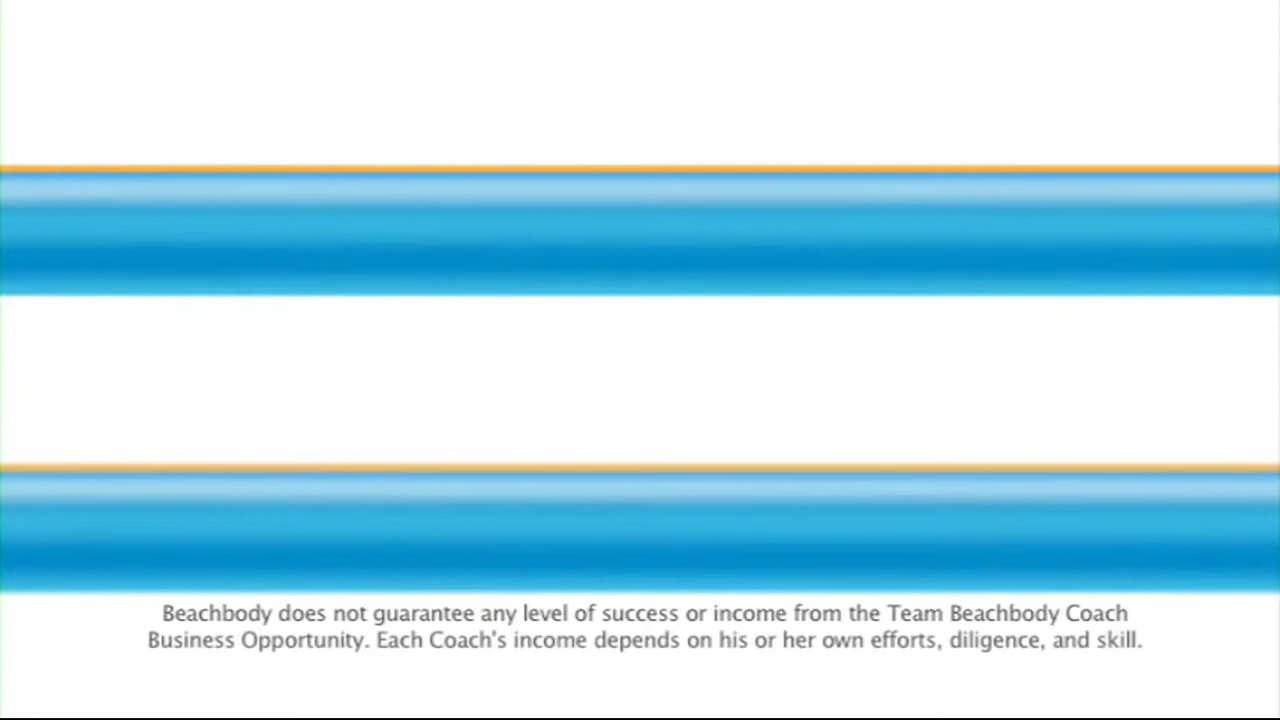 Beachbody does not guarantee any level of success or income from the Team Beachbody Coach
Business Opportunity. Each Coach's income depends on his or her own efforts, diligence, and skill.